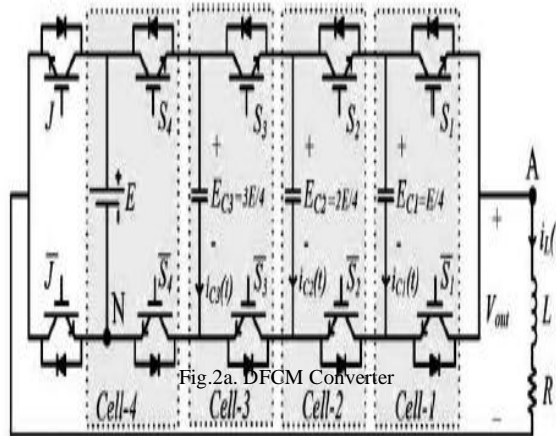 J
S4
S3
S2
S1
A
E
EC3=3E/4
EC2=2E/4
EC1=E/4
+
+
+
+
-
-
-
iL(
J̅
N
S̅4
iC3(t)
S̅3
iC2(t)
S̅2
iC1(t)
S̅1
Vout
L
R
-
Fig.2a. DFCM Converter
Cell-4
Cell-3
Cell-2
Cell-1